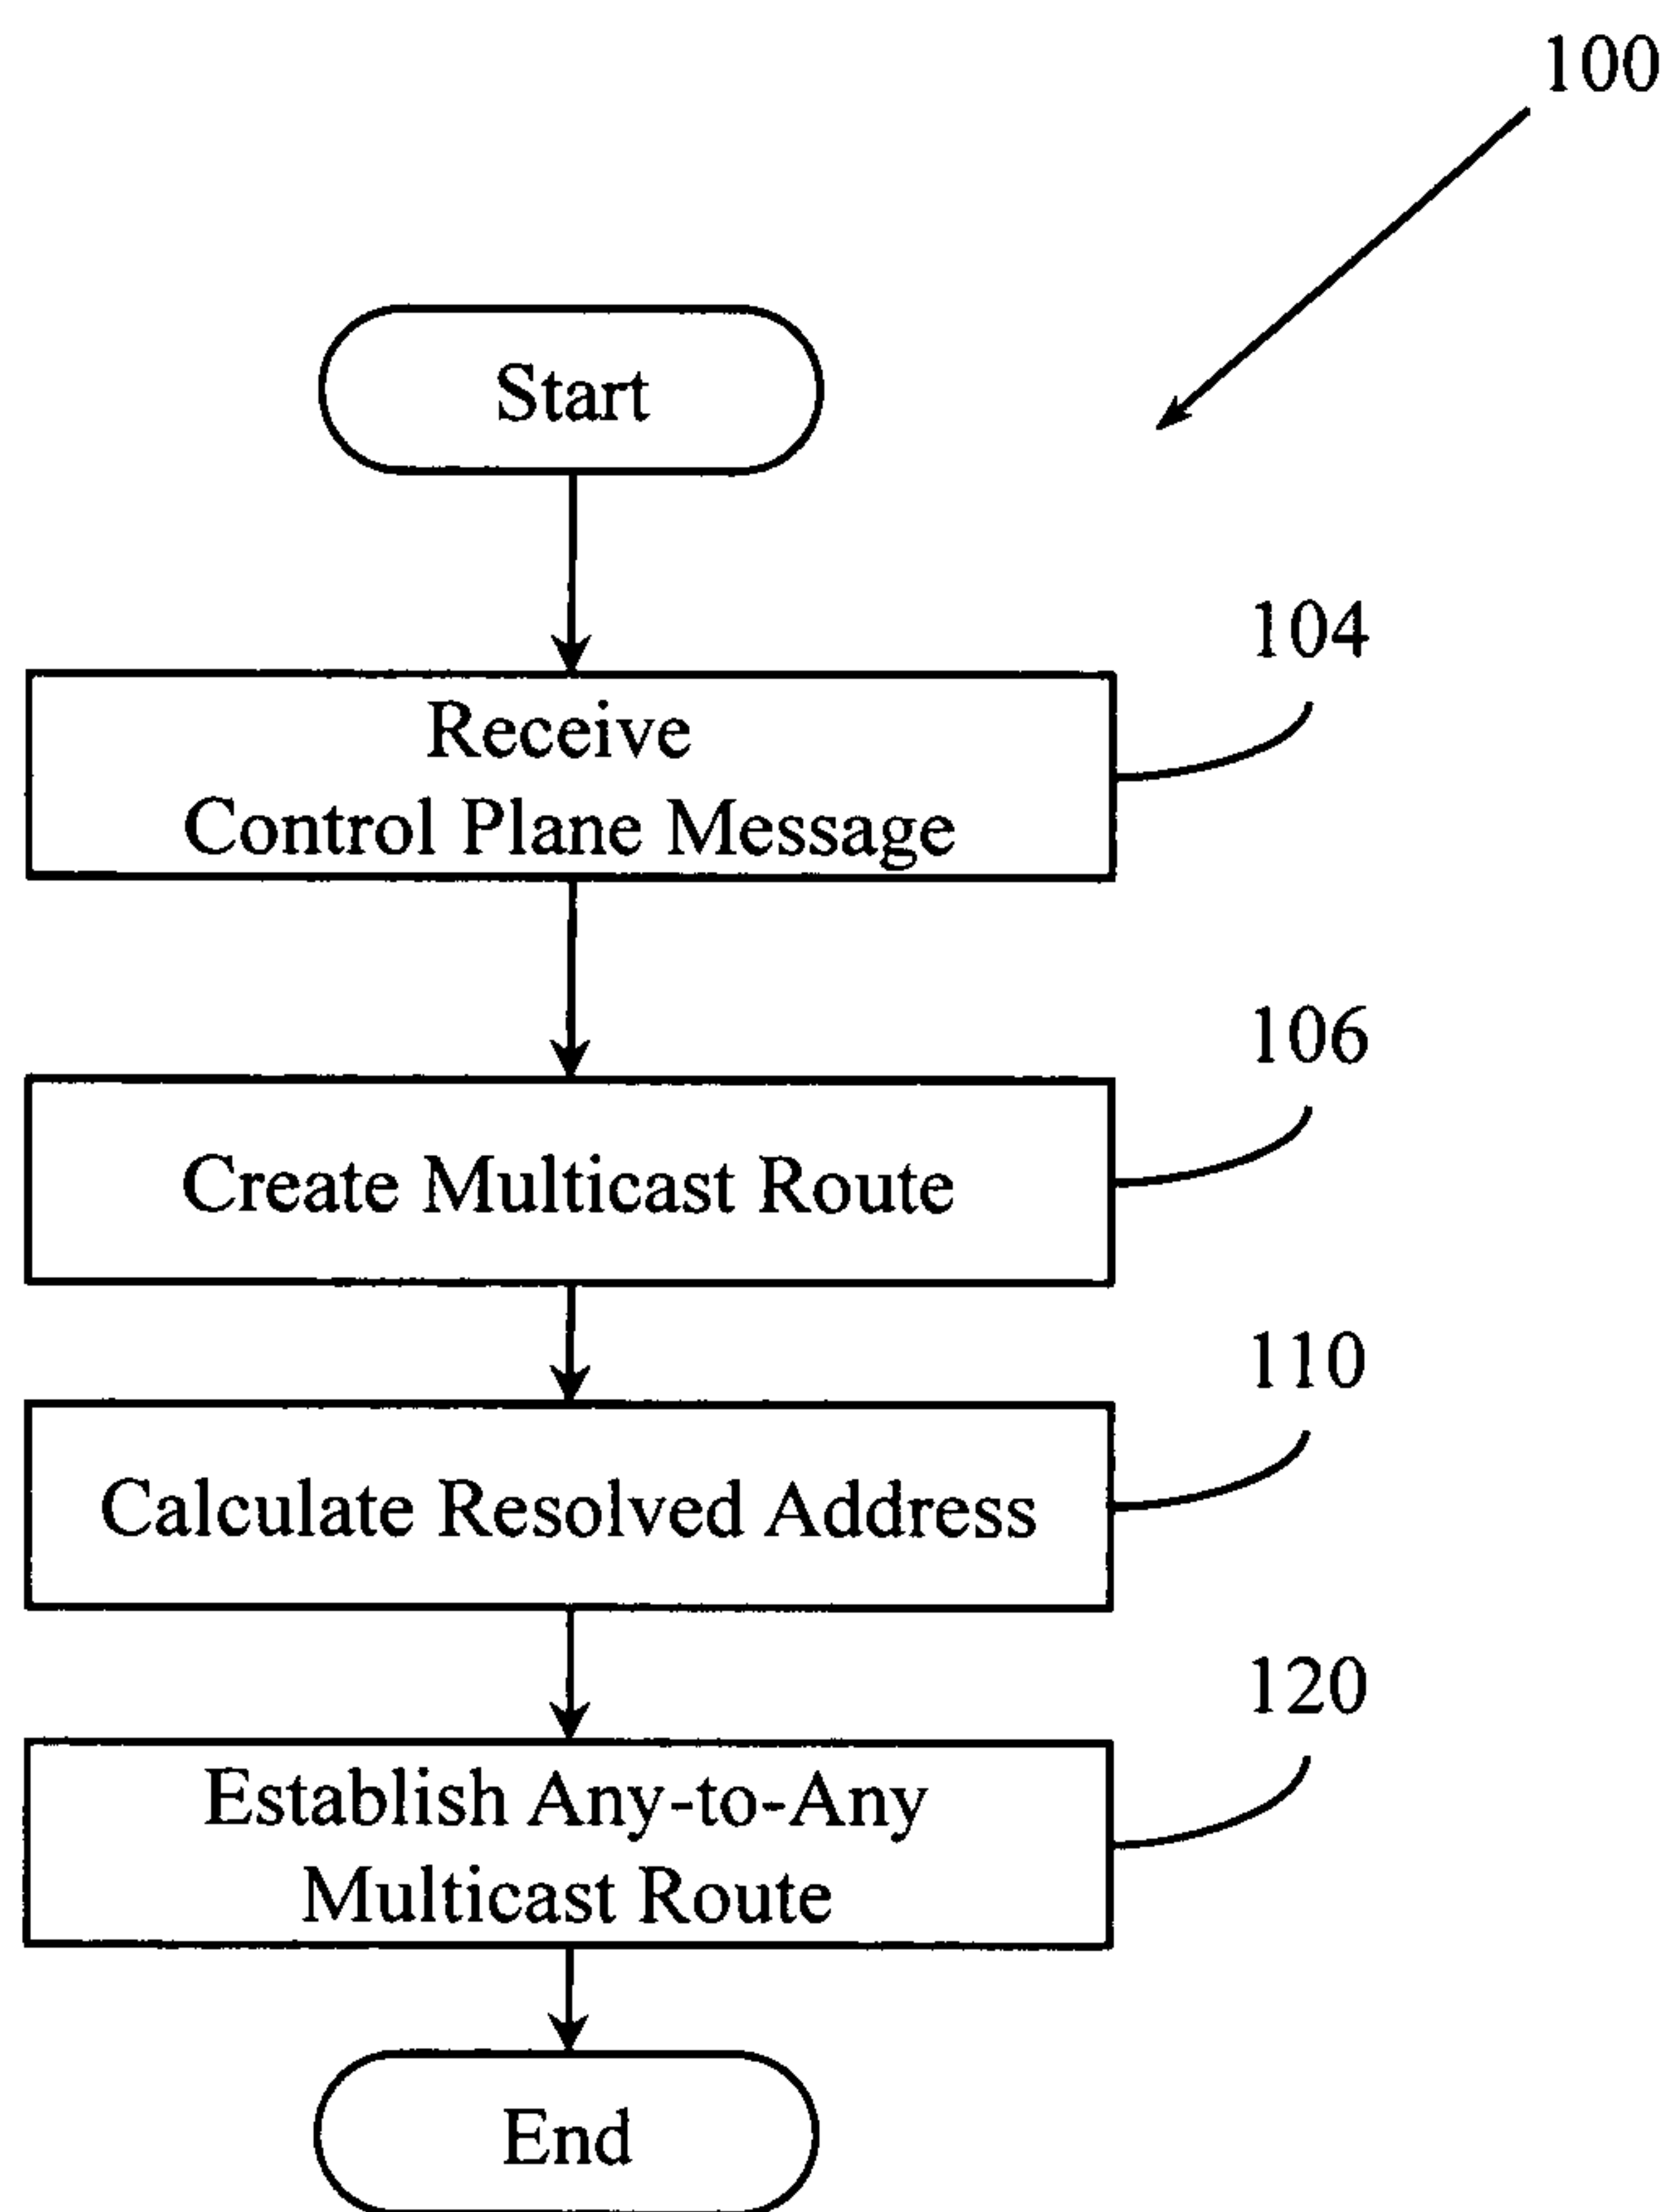 100
Start
104
Receive
Control Plane Message
106
Create Multicast Route
110
Calculate Resolved Address
120
Establish Any-to-Any
Multicast Route
End